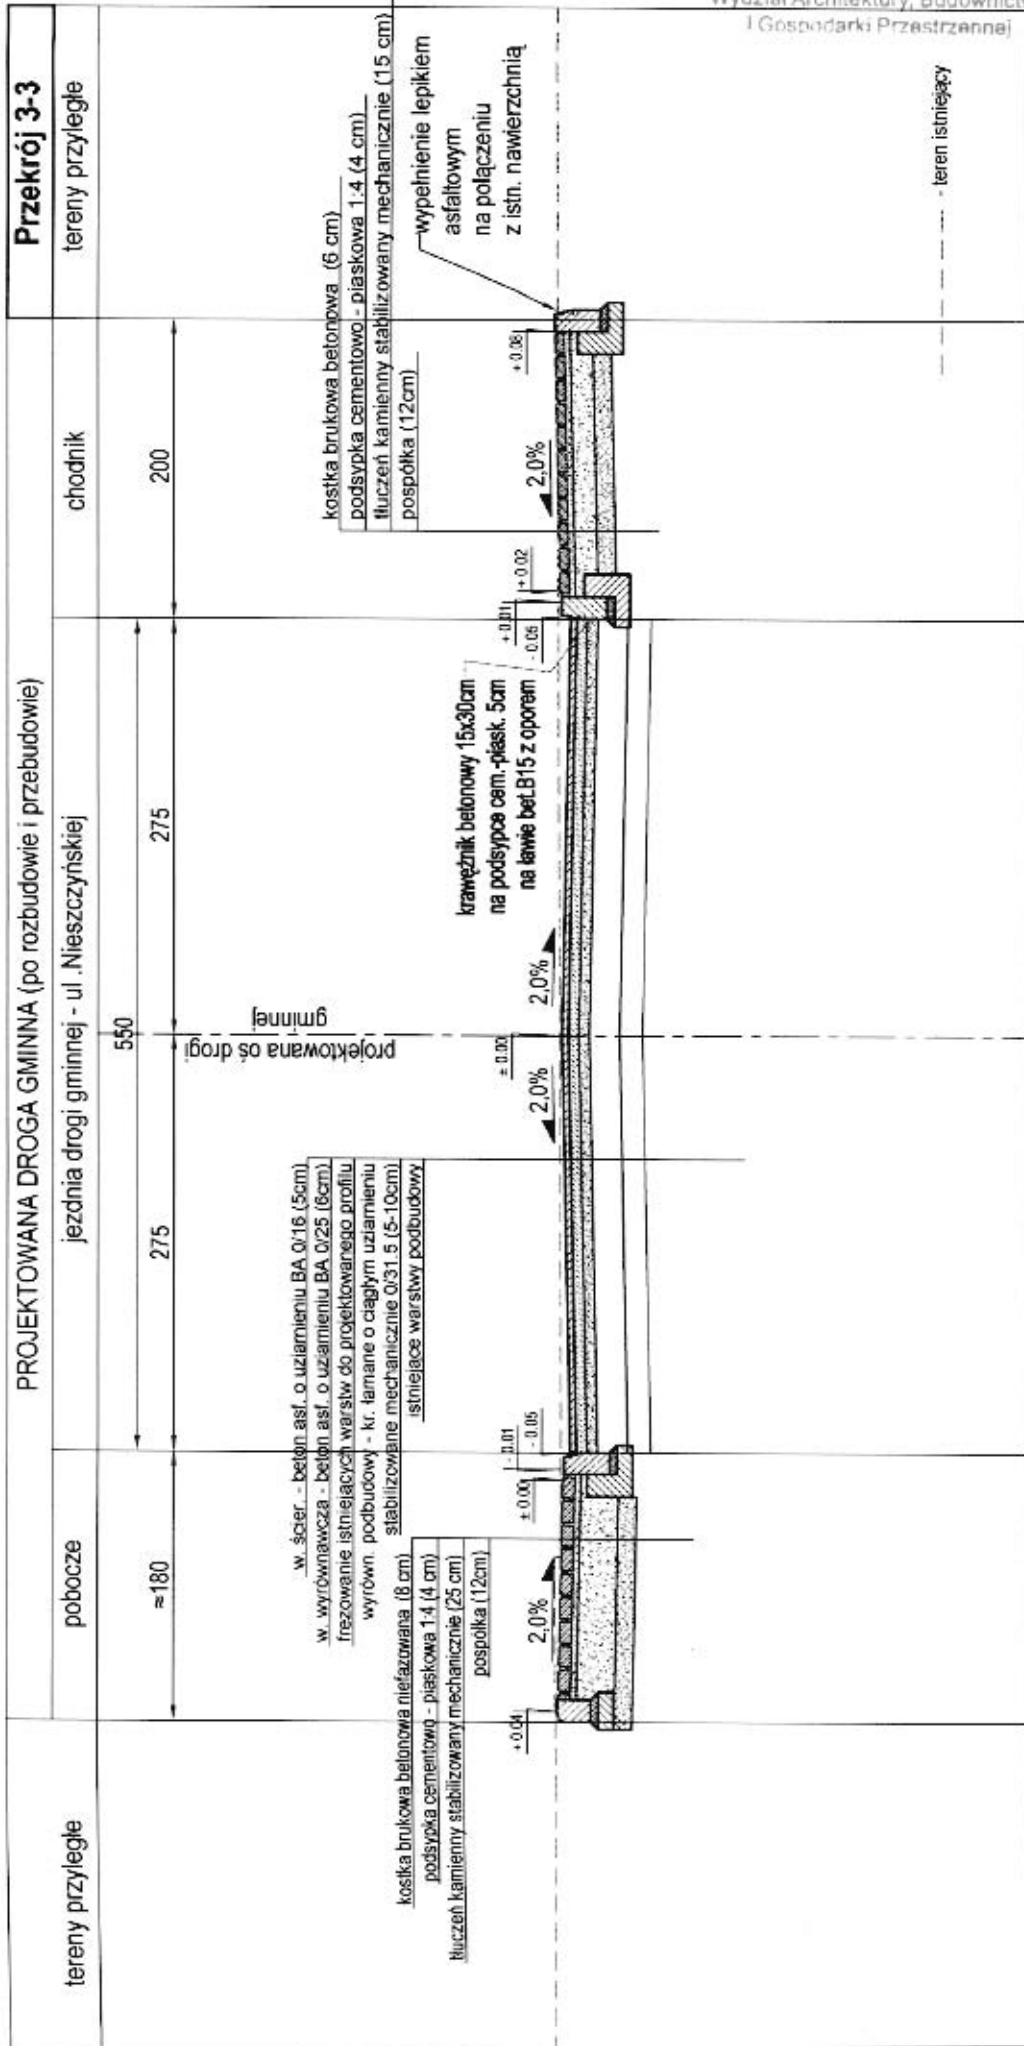 Wydział Architektury, Budownict
i Gospodarki Przestrzennej
PROJEKTOWANA DROGA GMINNA (po rozbudowie i przebudowie)
Przekrój 3-3
tereny przyległe
pobocze
jezdnia drogi gminnej - ul .Nieszczyńskiej
chodnik
tereny przyległe
550
≈180
275
275
200
projektowana oś drogi
gminnej
w. ścier. - beton asf. o uziarnieniu BA 0/16 (5cm)
w. wyrównawcza - beton asf. o uziarnieniu BA 0/25 (6cm)
frezowanie istniejących warstw do projektowanego profilu
wyrówn. podbudowy - kr. łamane o ciągłym uziarnieniu
stabilizowane mechanicznie 0/31.5 (5-10cm)
istniejące warstwy podbudowy
kostka brukowa betonowa niefazowana (8 cm)
podsypka cementowo - piaskowa 1:4 (4 cm)
tłuczeń kamienny stabilizowany mechanicznie (25 cm)
pospółka (12cm)
kostka brukowa betonowa (6 cm)
podsypka cementowo - piaskowa 1:4 (4 cm)
tłuczeń kamienny stabilizowany mechanicznie (15 cm)
pospółka (12cm)
wypełnienie lepikiem
asfaltowym
na połączeniu
z istn. nawierzchnią
krawężnik betonowy 15x30cm
na podsypce cem.-piask. 5cm
na ławie bet.B15 z oporem
+0.04
2,0%
± 0.00
- 0.01
- 0.05
2,0%
± 0.00
2,0%
- 0.05
+ 0.01
+ 0.02
2,0%
+ 0.08
- teren istniejący